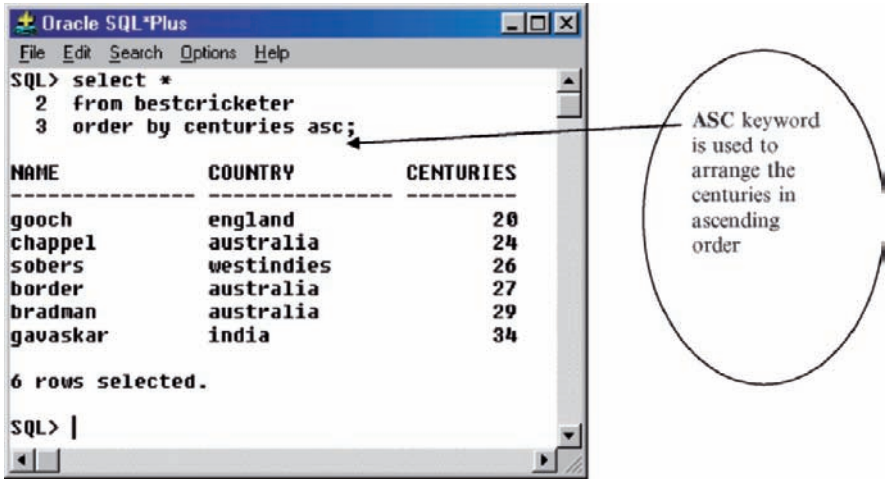 Oracle SQL*Plus
File Edit Search Options Help
SQL> select *
2 from bestcricketer
3 order by centuries asc;
NAME COUNTRY CENTURIES
------------------ ------------------ ----------
gooch england 20
chappel australia 24
sobers westindies 26
border australia 27
bradman australia 29
gavaskar india 34
6 rows selected.
SQL>
ASC keyword
is used to
arrange the
centuries in
ascending
order